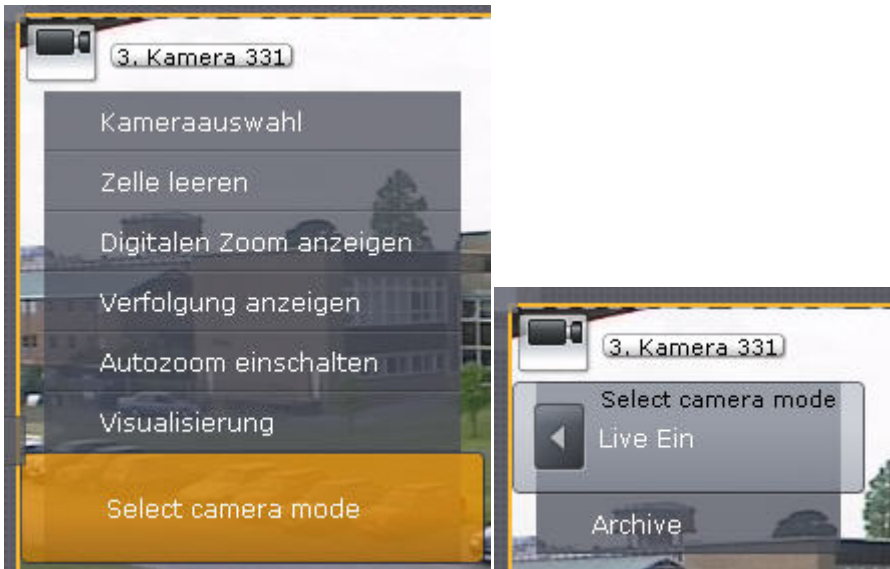 3. Kamera 331
Kameraauswahl
Zelle leeren
Digitalen Zoom anzeigen
Verfolgung anzeigen
Autozoom einschalten
Visualisierung
Select camera mode
3. Kamera 331
Select camera mode
Live Ein
Archive